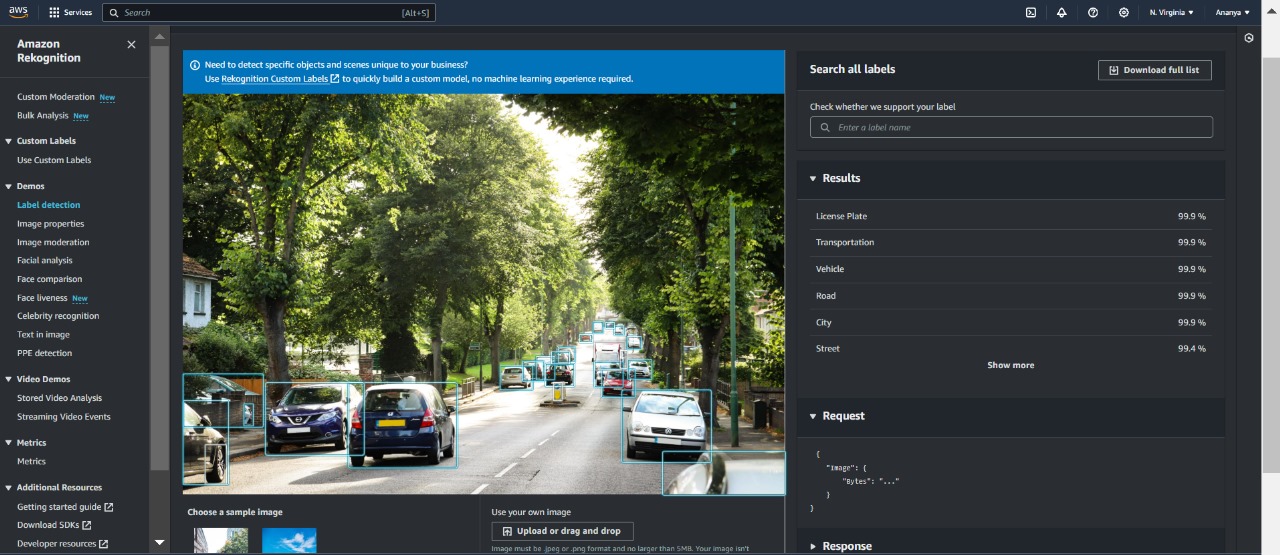 aws
Services
Search
[Alt+S]
N. Virginia
Ananya
Amazon
Rekognition
Custom Moderation New
Bulk Analysis New
Custom Labels
Use Custom Labels
Demos
Label detection
Image properties
Image moderation
Facial analysis
Face comparison
Face liveness New
Celebrity recognition
Text in image
PPE detection
Video Demos
Stored Video Analysis
Streaming Video Events
Metrics
Metrics
Additional Resources
Getting started guide
Download SDKs
Developer resources
Need to detect specific objects and scenes unique to your business?
Use Rekognition Custom Labels to quickly build a custom model, no machine learning experience required.
Choose a sample image
Use your own image
Upload or drag and drop
Image must be .jpeg or .png format and no larger than 5MB. Your image isn't
Search all labels
Download full list
Check whether we support your label
Enter a label name
Results
License Plate 99.9 %
Transportation 99.9 %
Vehicle 99.9 %
Road 99.9 %
City 99.9 %
Street 99.4 %
Show more
Request
{
"Image": {
"Bytes": "..."
}
}
Response